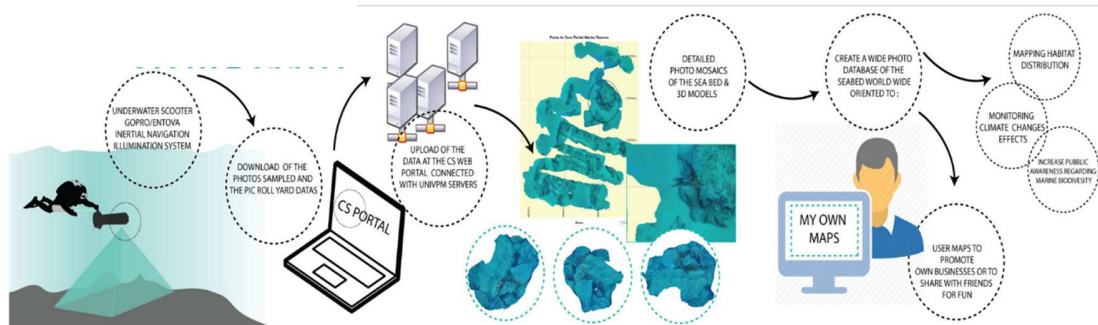 UNDERWATER SCOOTER
GOPRO/ENTOVA
INERTIAL NAVIGATION
ILLUMINATION SYSTEM
DOWNLOAD OF THE
PHOTOS SAMPLED AND
THE PIC ROLL YARD DATAS
CS PORTAL
UPLOAD OF THE
DATA AT THE CS WEB
PORTAL CONNECTED
WITH UNIVPM SERVERS
DETAILED
PHOTO MOSAICS
OF THE SEA BED &
3D MODELS
CREATE A WIDE PHOTO
DATABASE OF THE
SEABED WORLD WIDE
ORIENTED TO :
MAPPING HABITAT
DISTRIBUTION
MONITORING
CLIMATE CHANGES
EFFECTS
INCREASE PUBBLIC
AWARENESS REGARDING
MARINE BIODIVESITY
MY OWN
MAPS
USER MAPS TO
PROMOTE
OWN BUSINESSES OR TO
SHARE WITH FRIENDS
FOR FUN